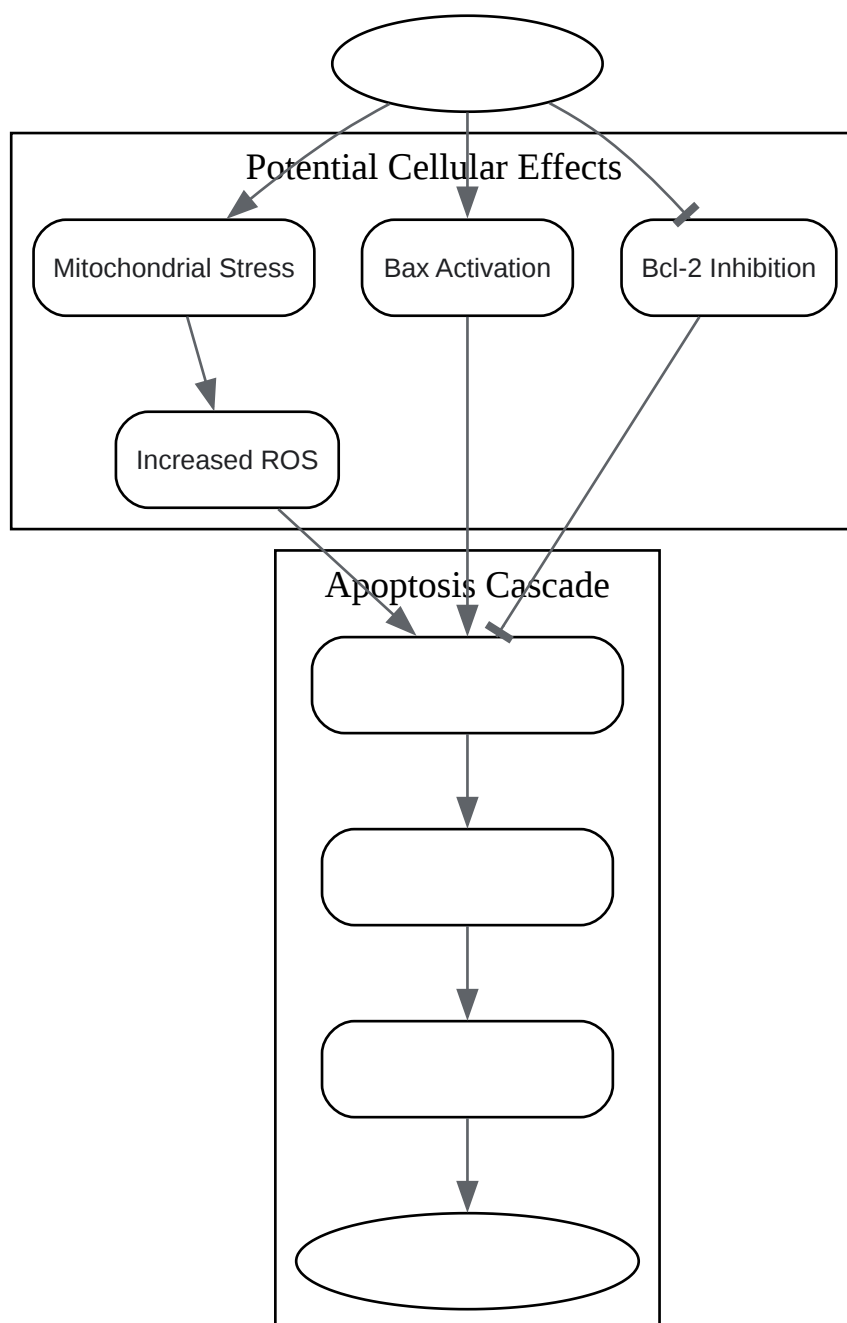 Potential Cellular Effects
Mitochondrial Stress
Bax Activation
Bcl-2 Inhibition
Increased ROS
Apoptosis Cascade